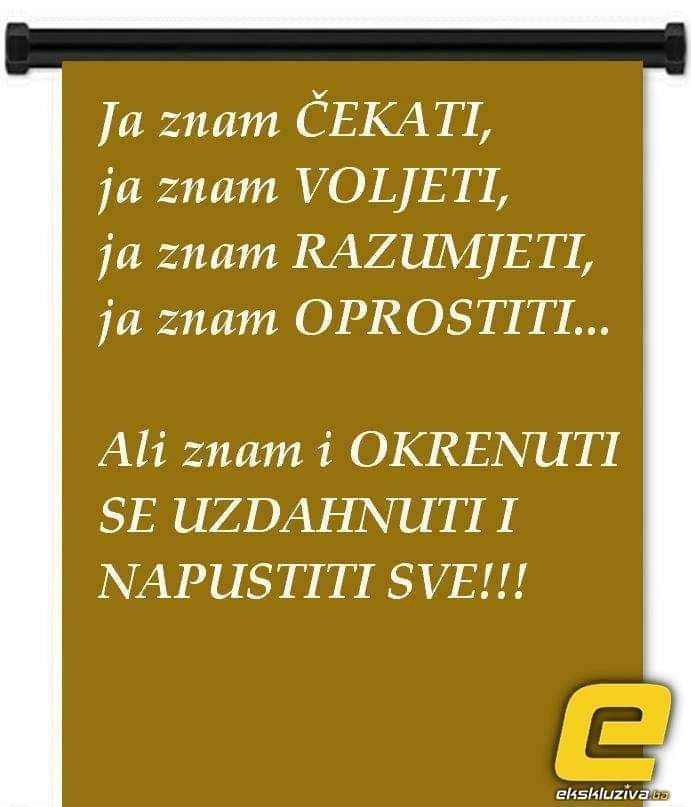 Ja znam ČEKATI,
ja znam VOLJETI,
ja znam RAZUMJETI,
ja znam OPROSTITI...
Ali znam i OKRENUTI
SE UZDAHNUTI I
NAPUSTITI SVE!!!
e
ekskluziva.ba